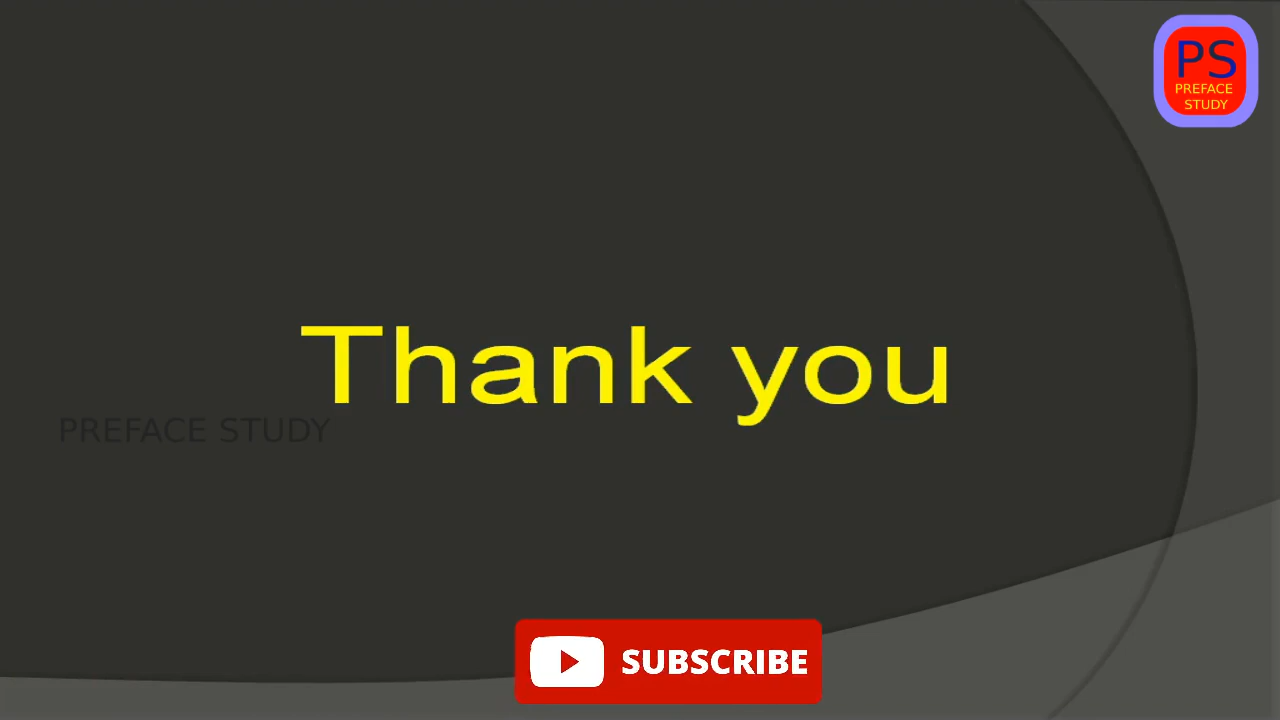 PS
PREFACE
STUDY
Thank you
PREFACE STUDY
SUBSCRIBE